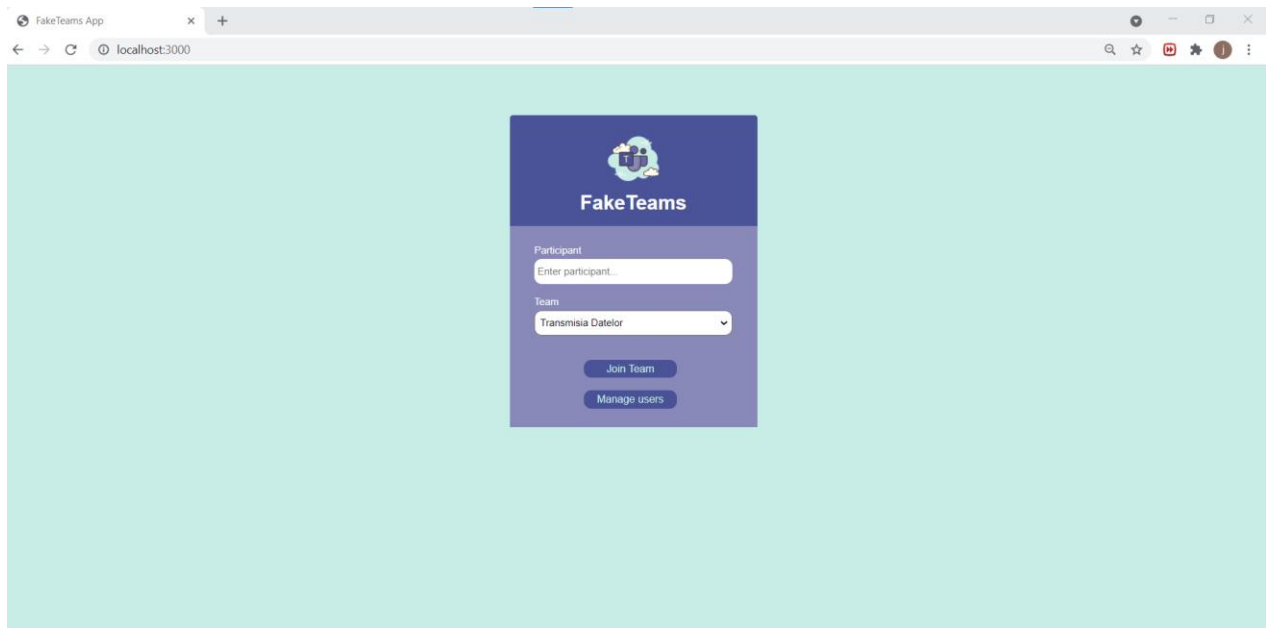 FakeTeams App
localhost:3000
j
T
FakeTeams
Participant
Enter participant...
Team
Transmisia Datelor
Join Team
Manage users